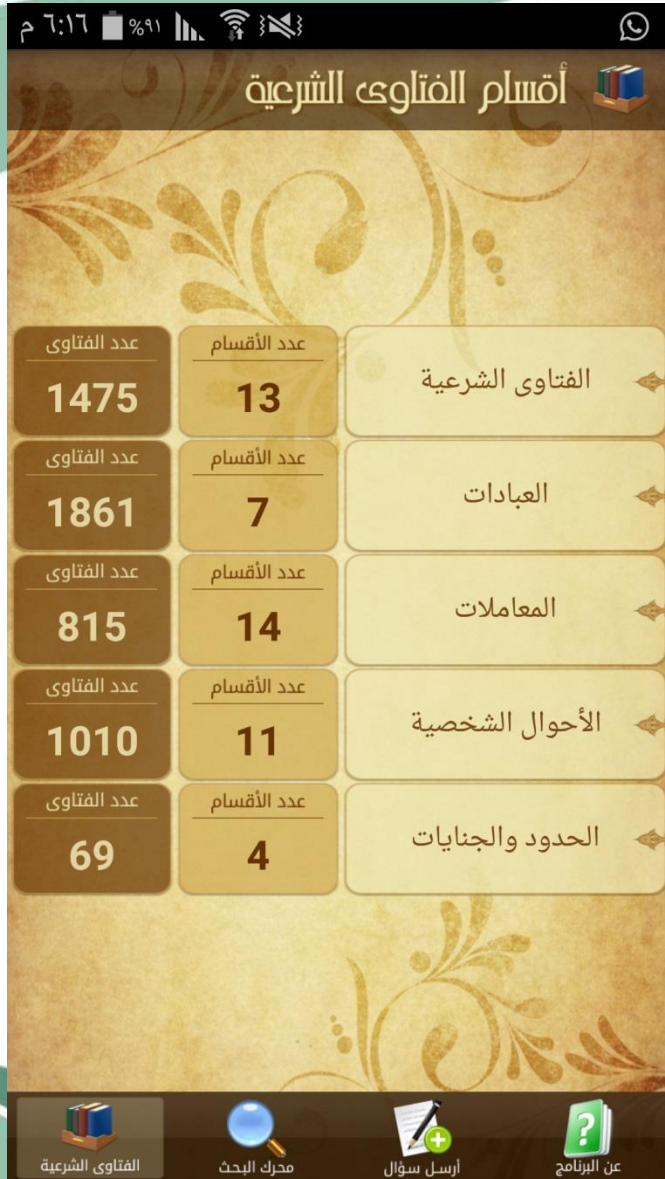 ٦:١٦ م ٩١%
أقسام الفتاوى الشرعية
الفتاوى الشرعية
عدد الأقسام
13
عدد الفتاوى
1475
العبادات
عدد الأقسام
7
عدد الفتاوى
1861
المعاملات
عدد الأقسام
14
عدد الفتاوى
815
الأحوال الشخصية
عدد الأقسام
11
عدد الفتاوى
1010
الحدود والجنايات
عدد الأقسام
4
عدد الفتاوى
69
عن البرنامج
أرسل سؤال
محرك البحث
الفتاوى الشرعية